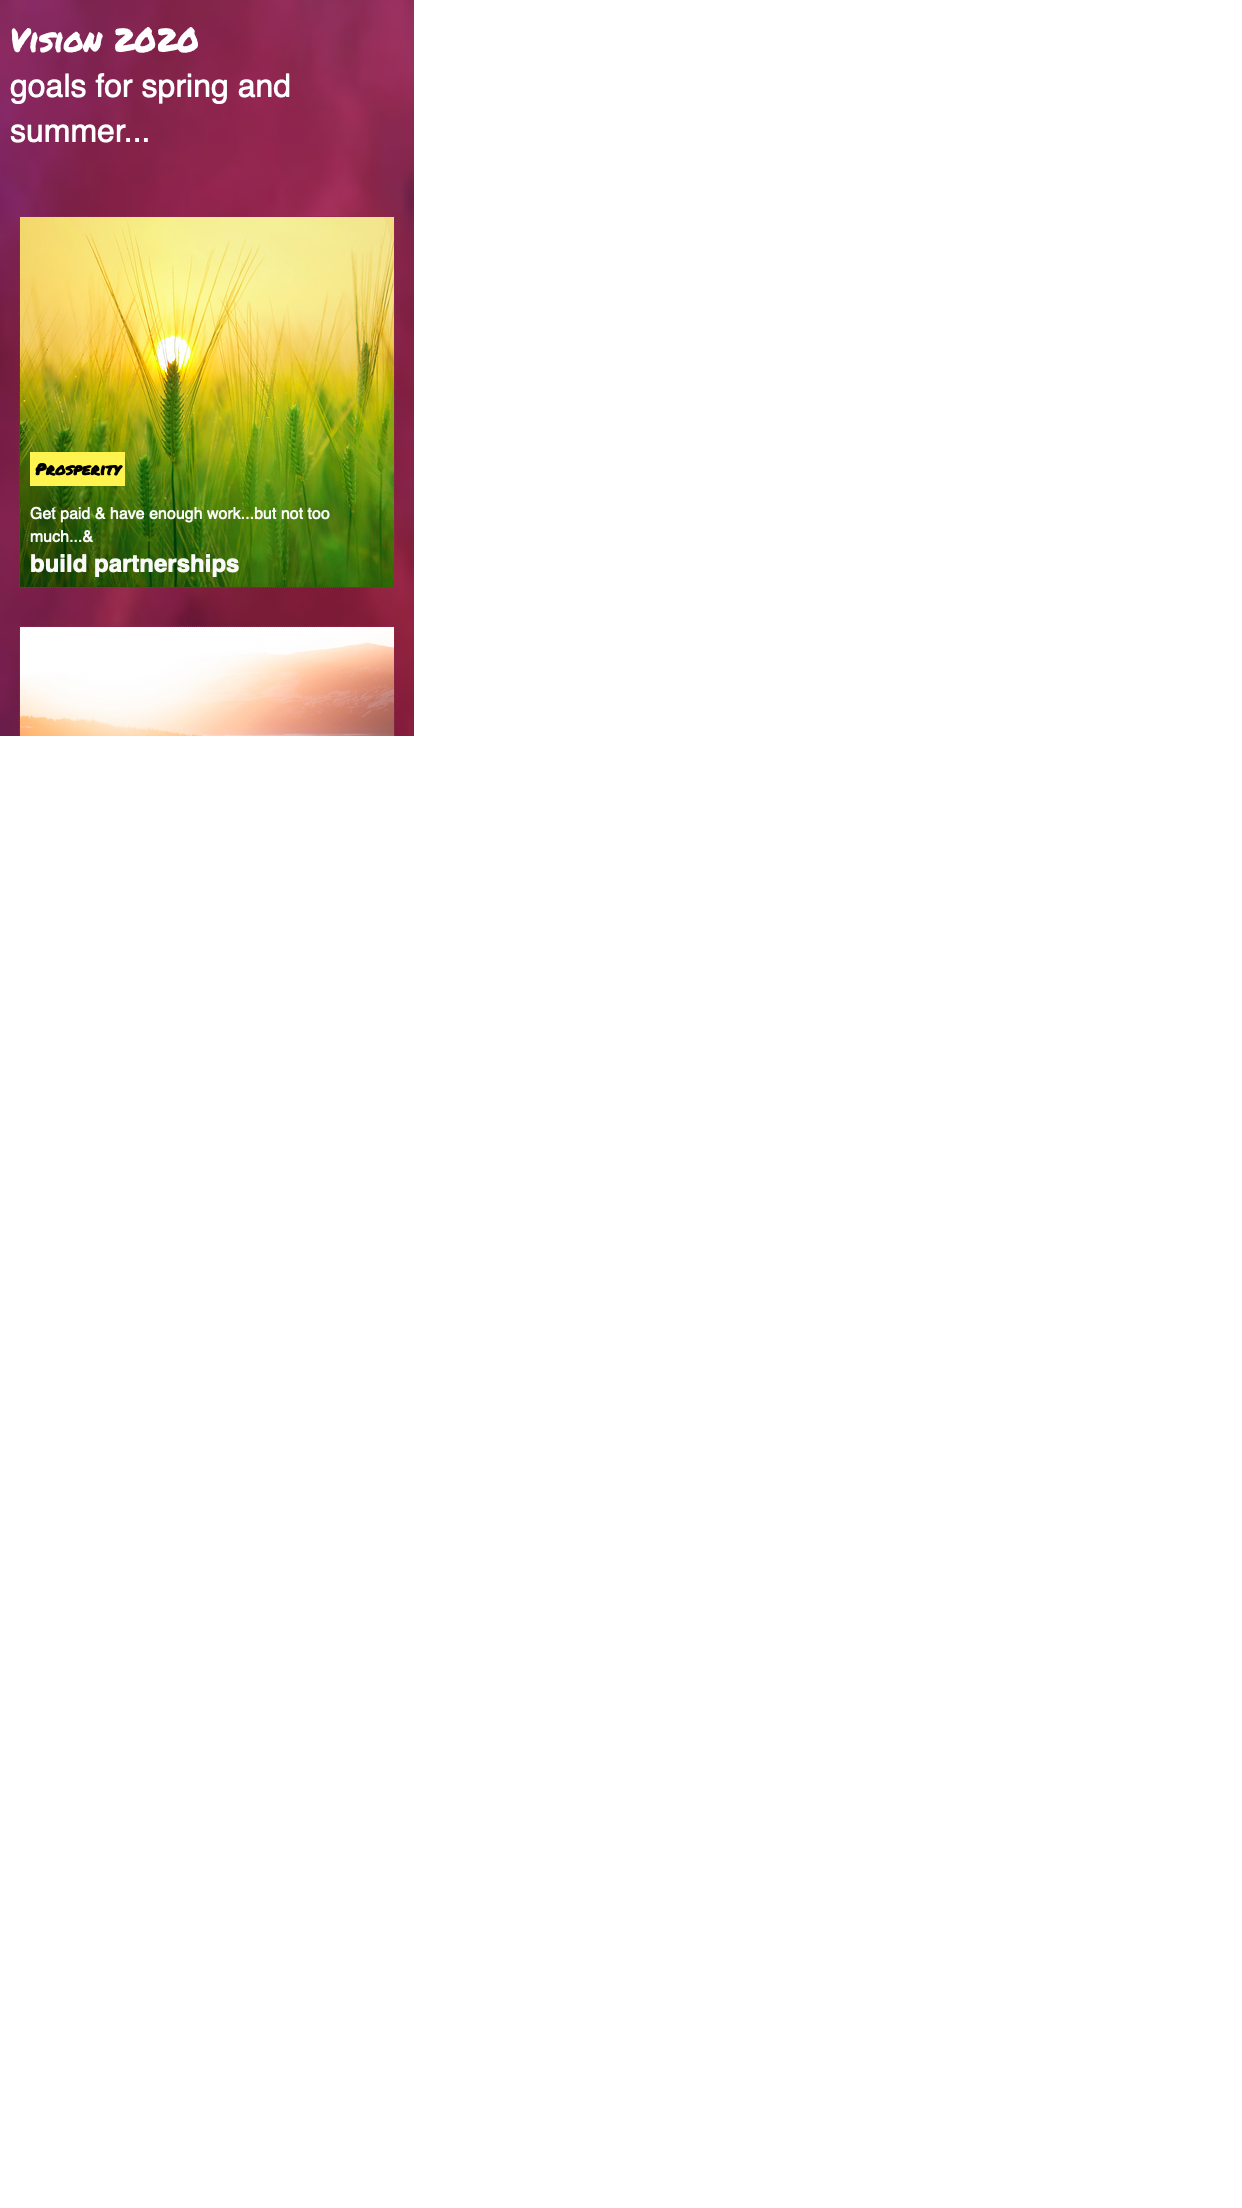 Vision 2020
goals for spring and
summer...
Prosperity
Get paid & have enough work...but not too
much...&
build partnerships